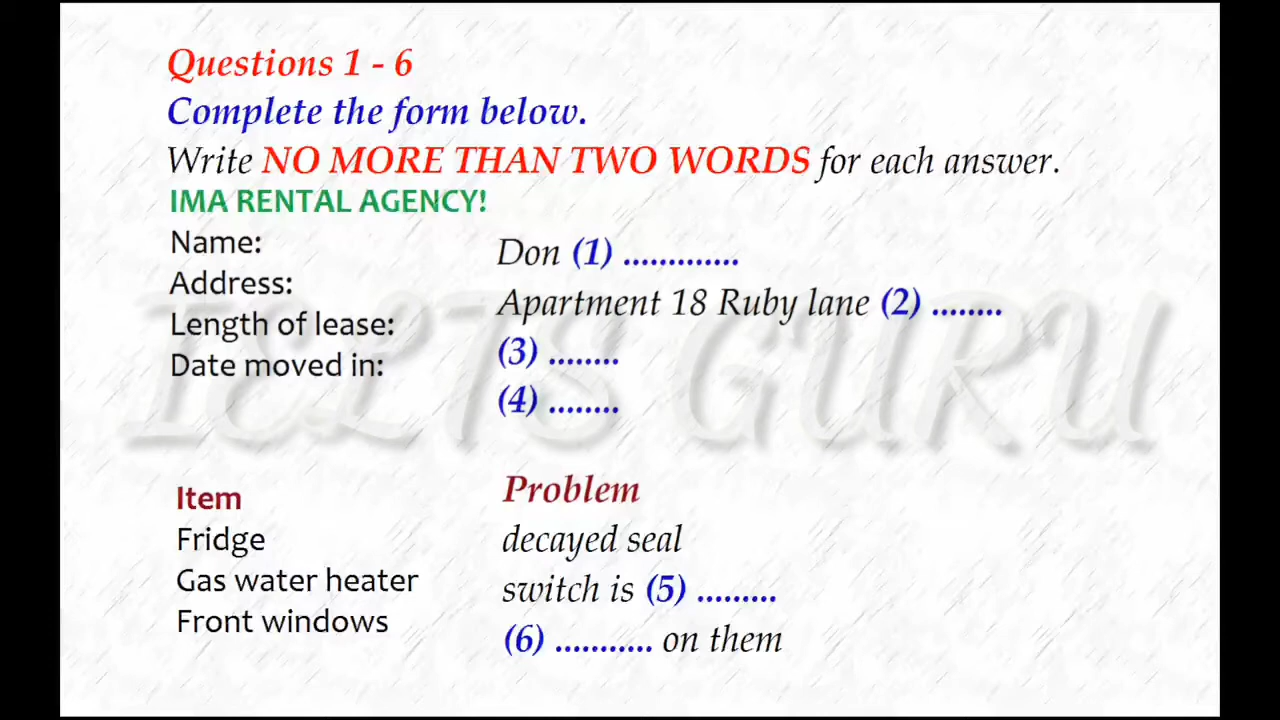 Questions 1 - 6
Complete the form below.
Write NO MORE THAN TWO WORDS for each answer.
IMA RENTAL AGENCY!
Name: Don (1) .............
Address: Apartment 18 Ruby lane (2) ........
Length of lease: (3) ........
Date moved in: (4) ........
Item Problem
Fridge decayed seal
Gas water heater switch is (5) .........
Front windows (6) ........... on them
IELTS GURU